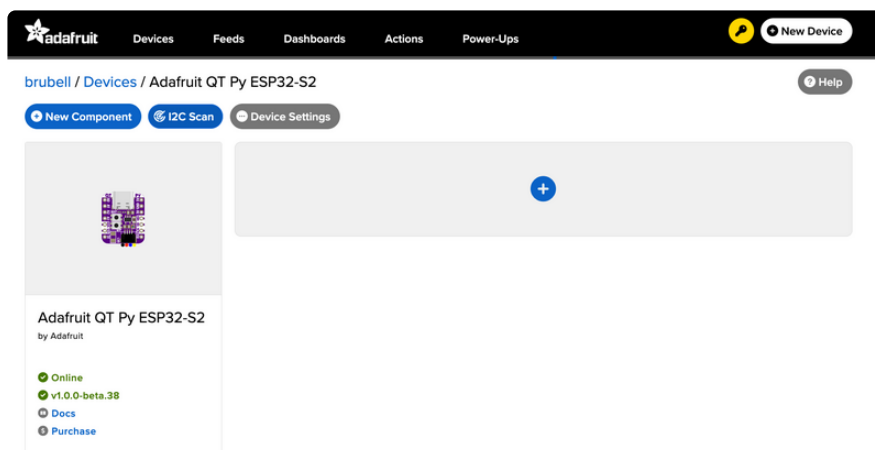 adafruit Devices Feeds Dashboards Actions Power-Ups New Device
brubell / Devices / Adafruit QT Py ESP32-S2 Help
New Component I2C Scan Device Settings
Adafruit QT Py ESP32-S2
by Adafruit
Online
v1.0.0-beta.38
Docs
Purchase